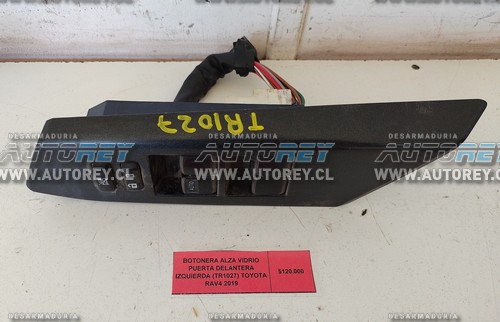 TR1027
DESARMADURIA DESARMADURIA DESARMADURIA
AUTOREY AUTOREY AUTOREY
WWW.AUTOREY.CL WWW.AUTOREY.CL WWW.AUTOREY.CL
AUTO
BOTONERA ALZA VIDRIO
PUERTA DELANTERA
IZQUIERDA (TR1027) TOYOTA
RAV4 2019
$120.000
DESARMADURIA DESARMADURIA DESARMADURIA